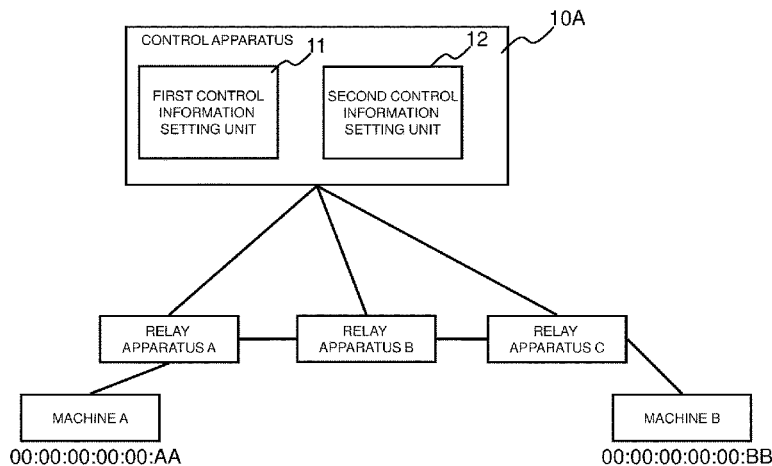 10A
CONTROL APPARATUS
11
12
FIRST CONTROL
INFORMATION
SETTING UNIT
SECOND CONTROL
INFORMATION
SETTING UNIT
RELAY
APPARATUS A
RELAY
APPARATUS B
RELAY
APPARATUS C
MACHINE A
MACHINE B
00:00:00:00:00:AA
00:00:00:00:00:BB